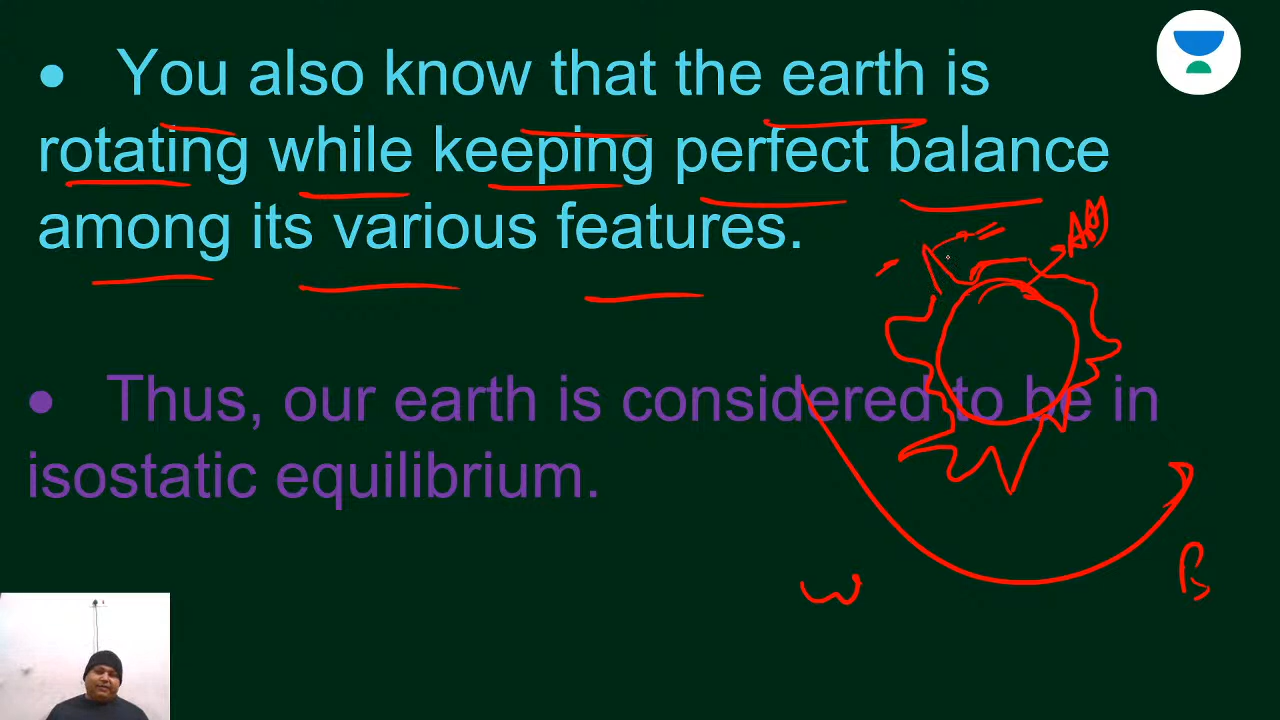 • You also know that the earth is
rotating while keeping perfect balance
among its various features.
• Thus, our earth is considered to be in
isostatic equilibrium.
W